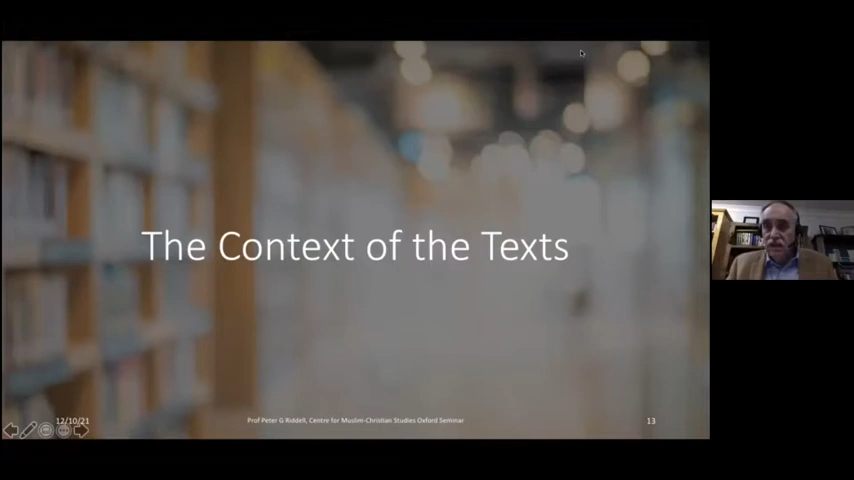 The Context of the Texts
12/10/21
Prof Peter G Riddell, Centre for Muslim-Christian Studies Oxford Seminar
13